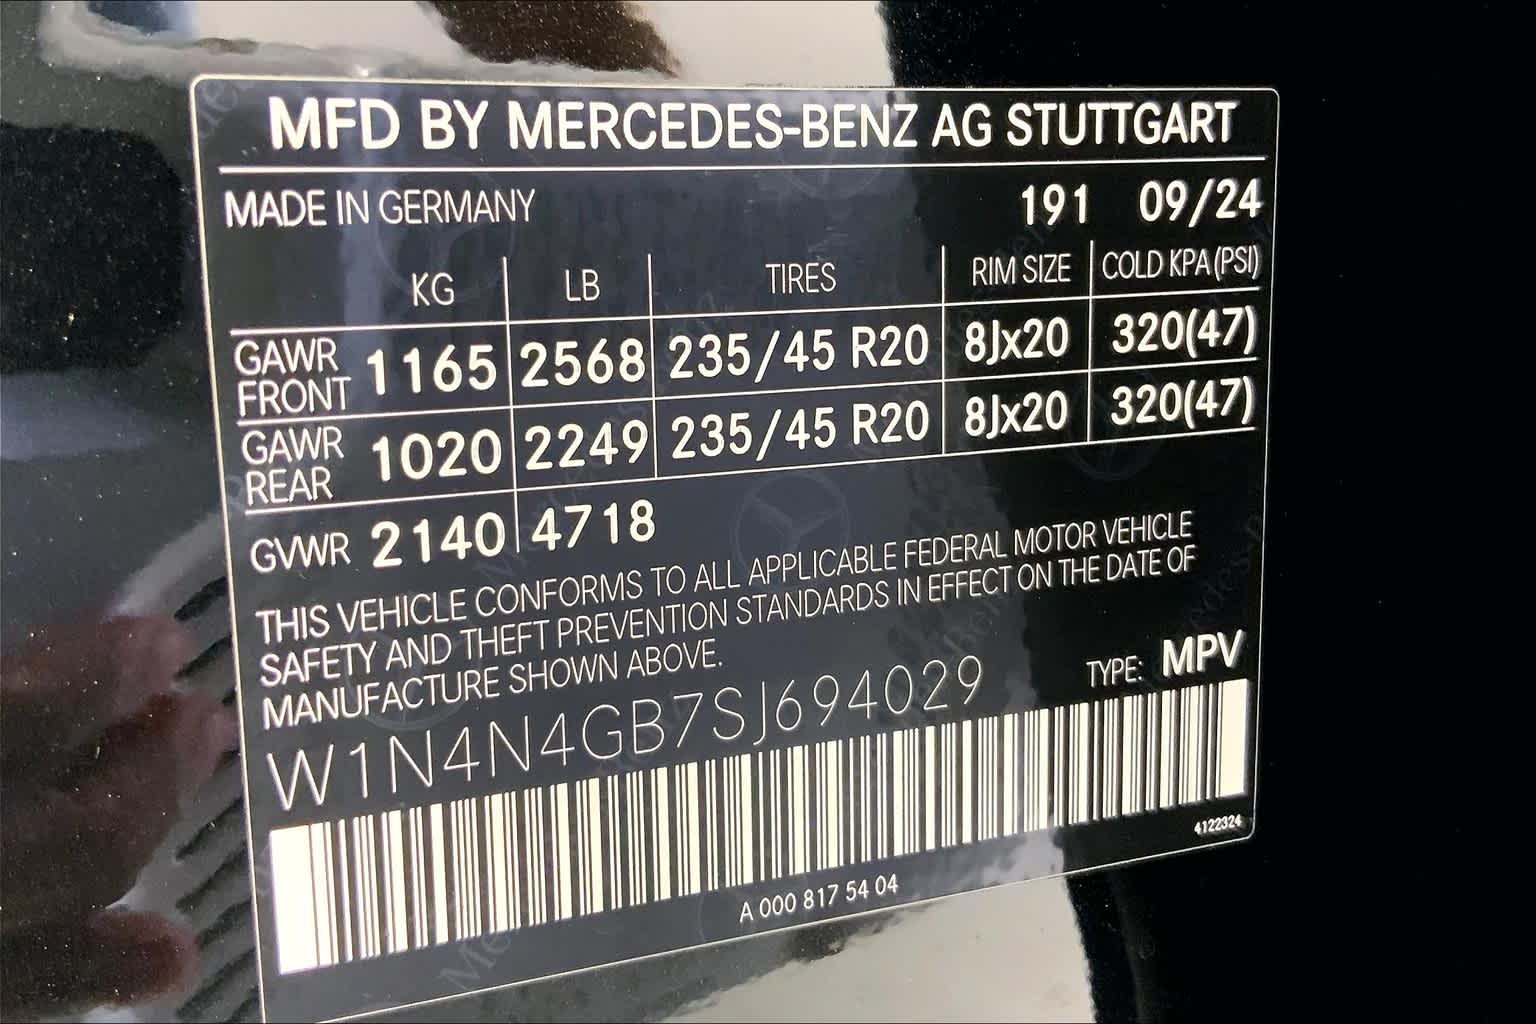 MFD BY MERCEDES-BENZ AG STUTTGART
MADE IN GERMANY 191 09/24
KG LB TIRES RIM SIZE COLD KPA (PSI)
GAWR FRONT 1165 2568 235/45 R20 8Jx20 320(47)
GAWR REAR 1020 2249 235/45 R20 8Jx20 320(47)
GVWR 2140 4718
THIS VEHICLE CONFORMS TO ALL APPLICABLE FEDERAL MOTOR VEHICLE
SAFETY AND THEFT PREVENTION STANDARDS IN EFFECT ON THE DATE OF
MANUFACTURE SHOWN ABOVE.
TYPE: MPV
W1N4N4GB7SJ694029
4122324
A 000 817 54 04